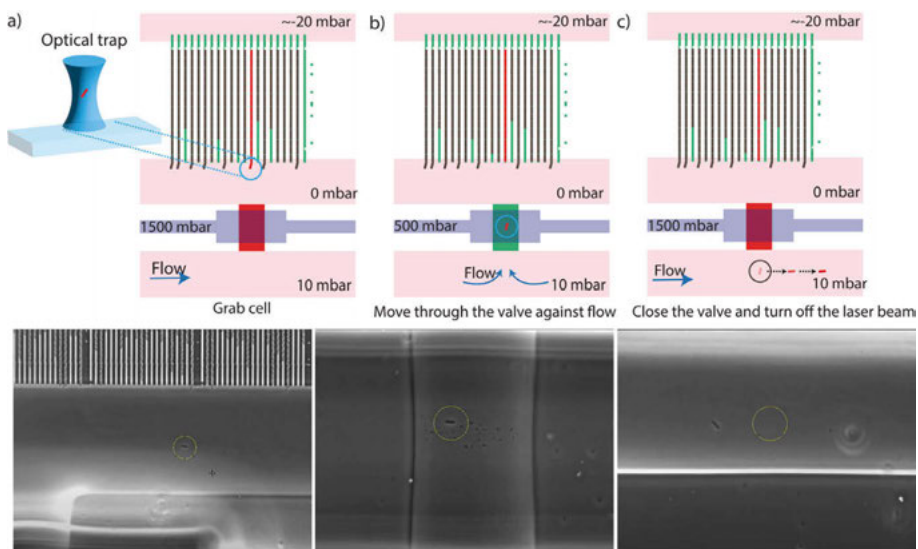 a)
~-20 mbar
Optical trap
0 mbar
1500 mbar
Flow
10 mbar
Grab cell
b)
~-20 mbar
0 mbar
500 mbar
Flow
10 mbar
Move through the valve against flow
c)
~-20 mbar
0 mbar
1500 mbar
10 mbar
Close the valve and turn off the laser beam